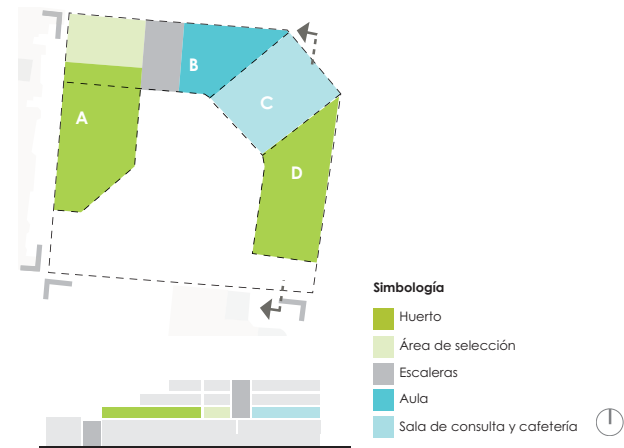 B
C
A
D
Simbología
Huerto
Área de selección
Escaleras
Aula
Sala de consulta y cafetería